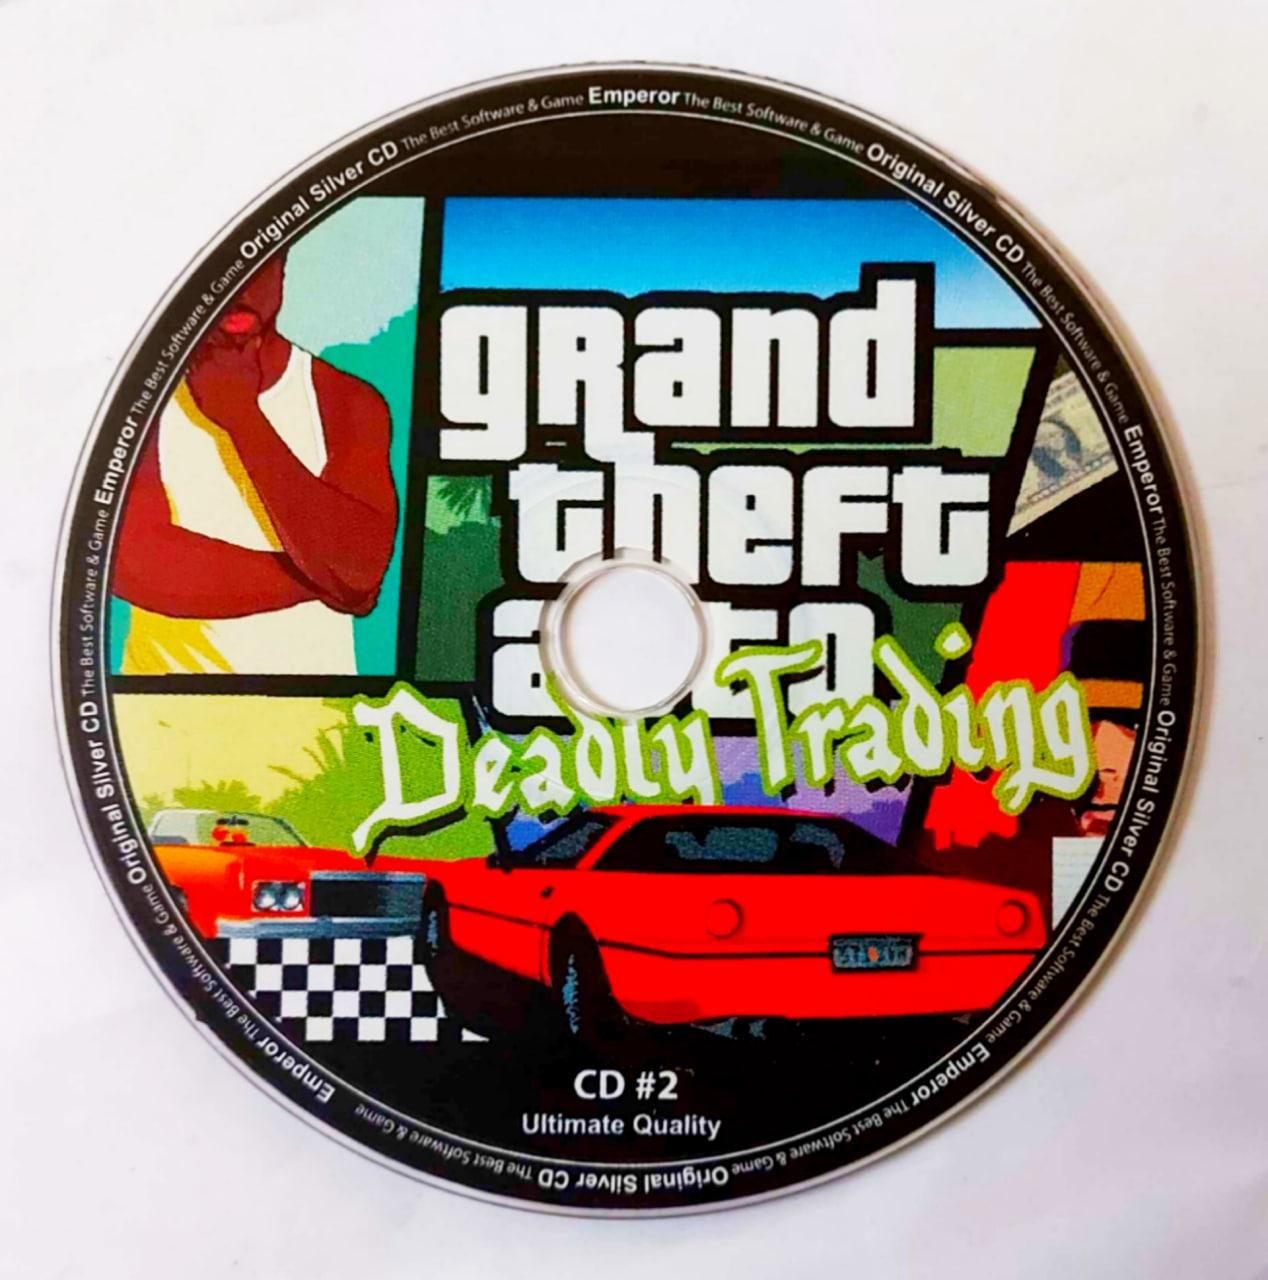 Emperor The Best Software & Game Original Silver CD The Best Software & Game Emperor The Best Software & Game Original Silver CD The Best Software & Game Emperor The Best Software & Game Original Silver CD The Best Software & Game Emperor The Best Software & Game Original Silver CD The Best Software & Game Emperor The Best Software & Game Original Silver CD The Best Software & Game
grand
theft
Deadly Trading
CD #2
Ultimate Quality